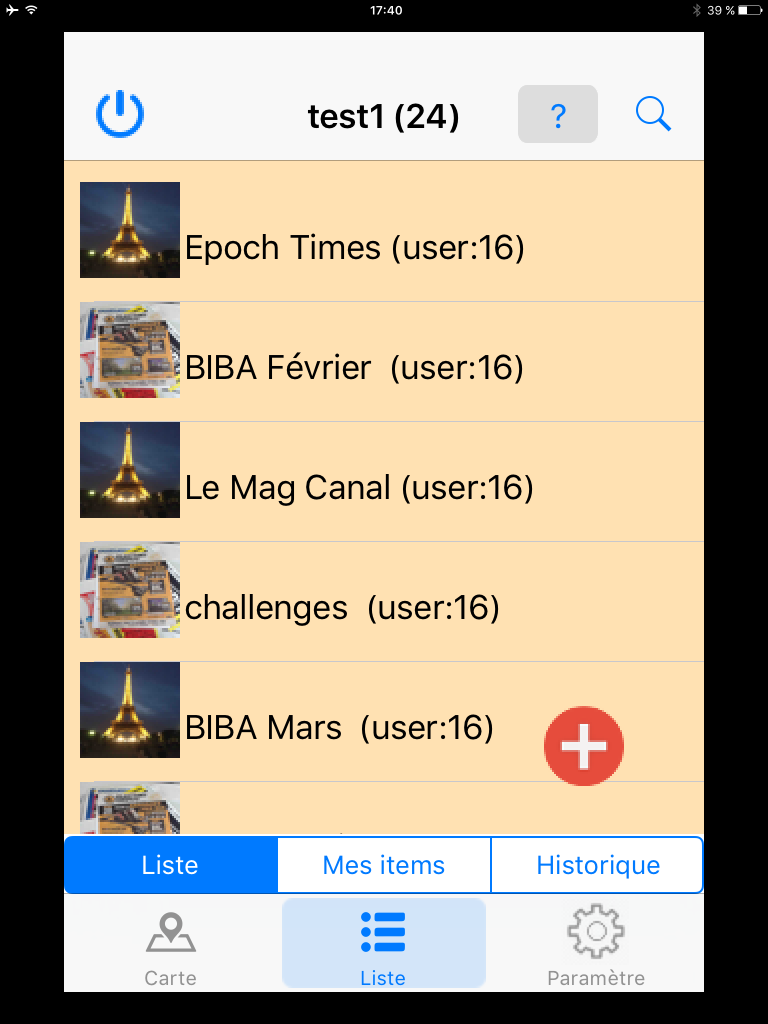 17:40
39 %
test1 (24)
?
Epoch Times (user:16)
BIBA Février  (user:16)
Le Mag Canal (user:16)
challenges  (user:16)
BIBA Mars  (user:16)
Liste
Mes items
Historique
Carte
Liste
Paramètre